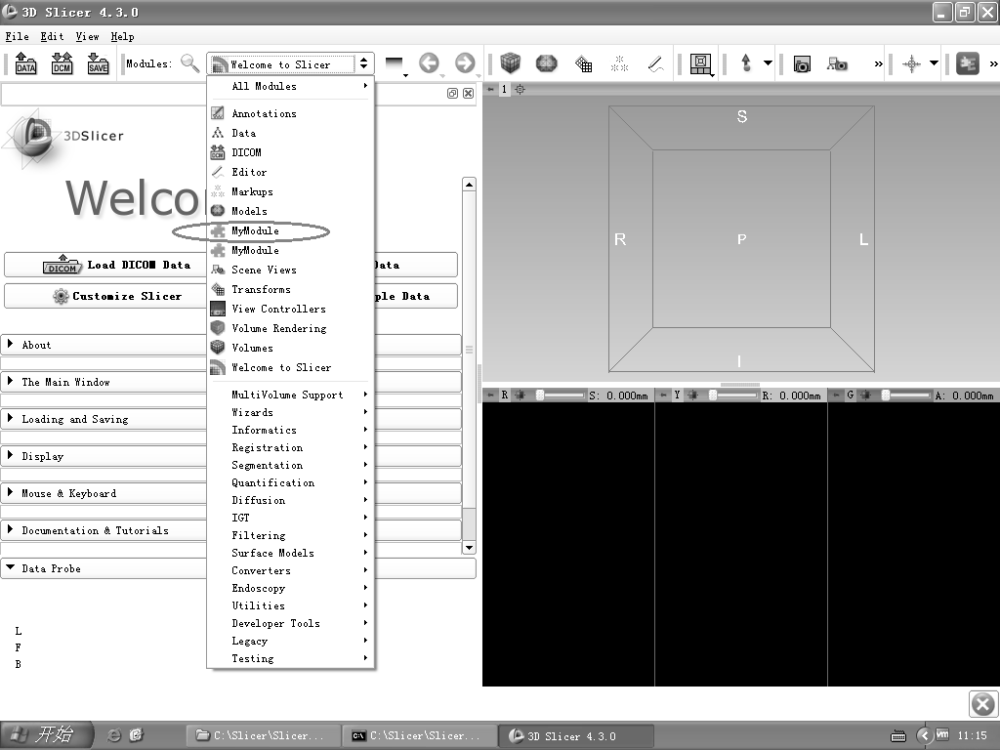 3D Slicer 4.3.0
File Edit View Help
DATA DCM SAVE Modules: Welcome to Slicer
All Modules
1
3DSlicer
Welco
Annotations
Data
DICOM
Editor
Markups
Models
MyModule
MyModule
Scene Views
Transforms
View Controllers
Volume Rendering
Volumes
Welcome to Slicer
MultiVolume Support
Wizards
Informatics
Registration
Segmentation
Quantification
Diffusion
IGT
Filtering
Surface Models
Converters
Endoscopy
Utilities
Developer Tools
Legacy
Testing
DICOM Load DICOM Data
ata
Customize Slicer
ple Data
About
The Main Window
Loading and Saving
Display
Mouse & Keyboard
Documentation & Tutorials
Data Probe
L
F
B
S
R P L
I
R S: 0.000mm Y R: 0.000mm G A: 0.000mm
开始 C:\Slicer\Slicer... C:\Slicer\Slicer... 3D Slicer 4.3.0 vm 11:15